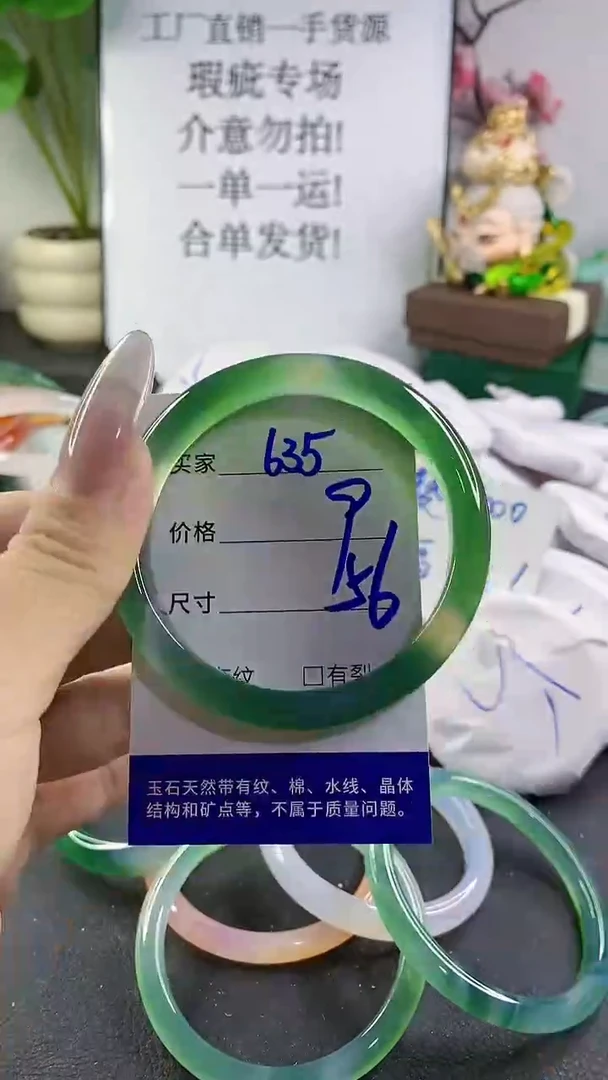 工厂直销一手货源
瑕疵专场
介意勿拍!
一单一运!
合单发货!
买家 635
价格
尺寸 56
纹 □有裂
玉石天然带有纹、棉、水线、晶体
结构和矿点等，不属于质量问题。